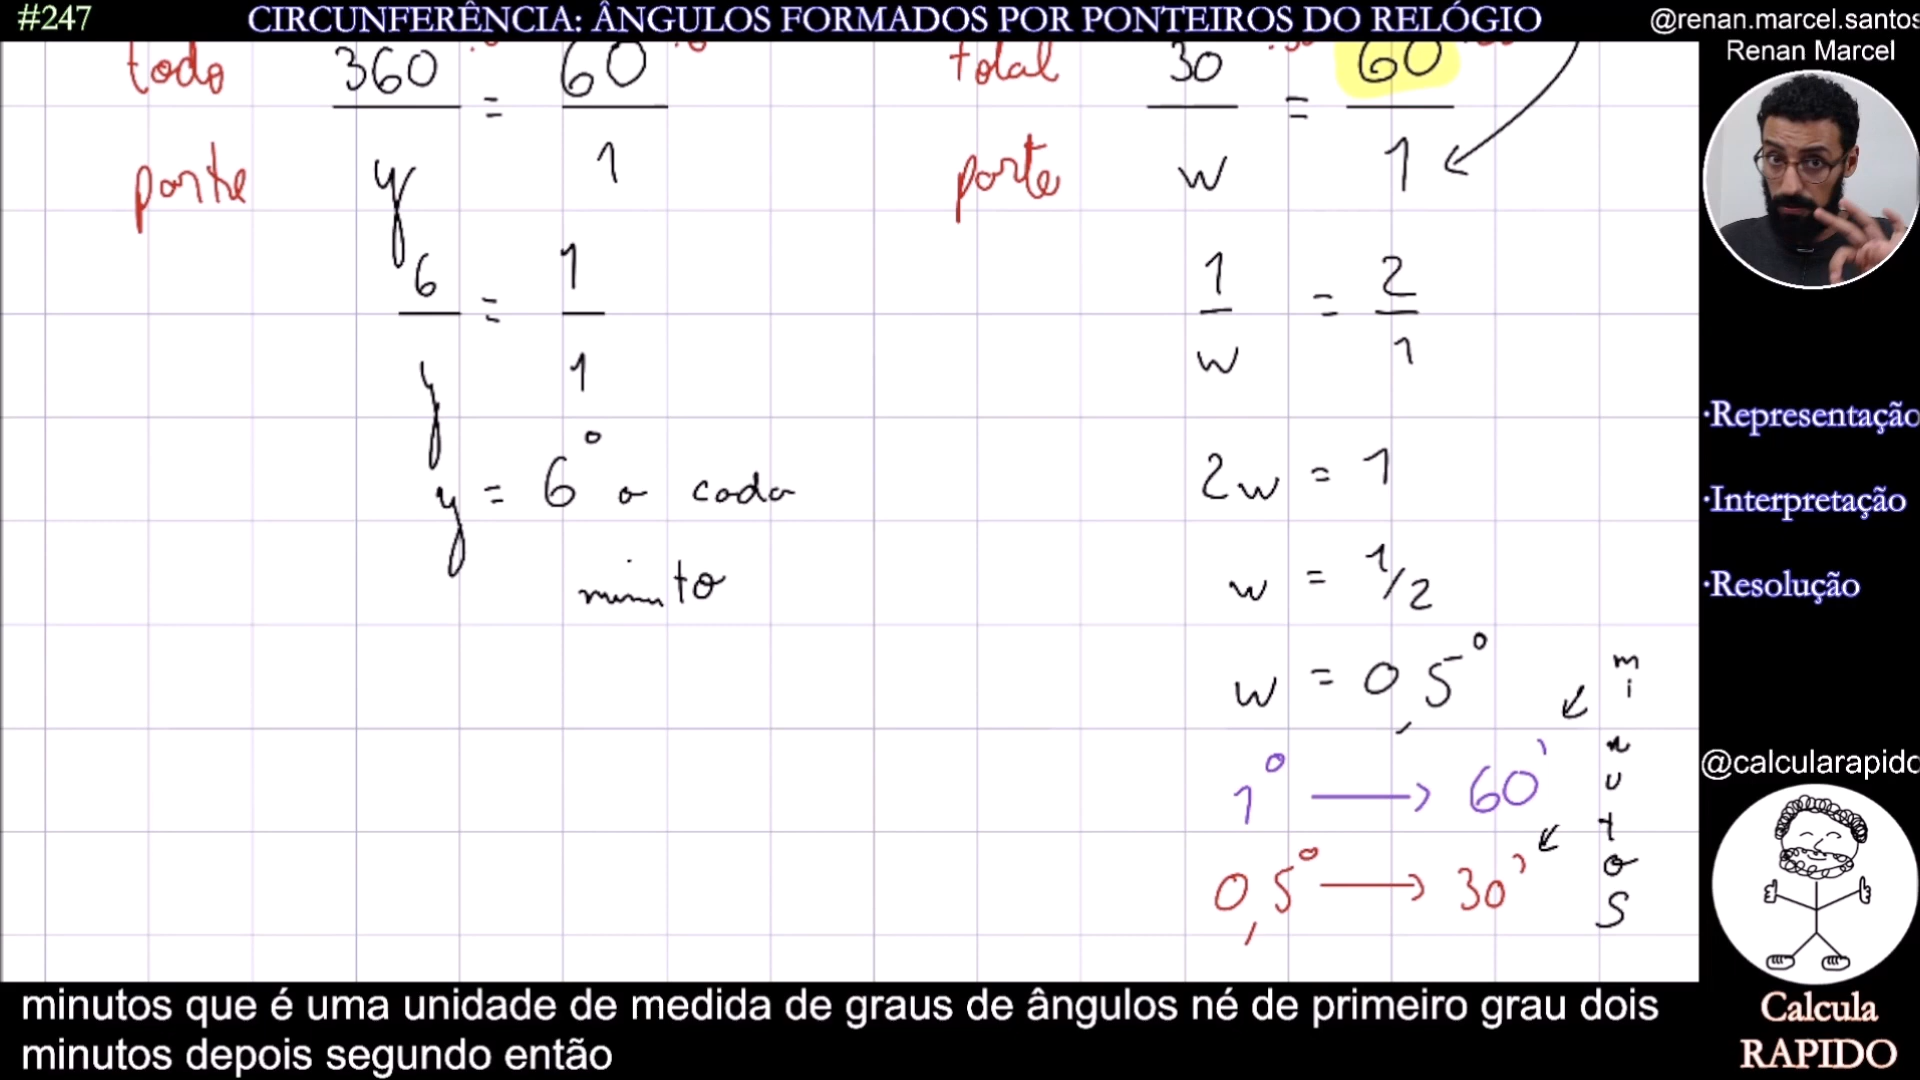 #247 CIRCUNFERÊNCIA: ÂNGULOS FORMADOS POR PONTEIROS DO RELÓGIO @renan.marcel.santos
Renan Marcel
todo 360 = 60
parte y 1
6 = 1
y 1
y = 6° a cada
minuto
total 30 = 60
parte w 1
1 = 2
w 1
2w = 1
w = 1/2
w = 0,5°
1° → 60'
0,5° → 30'
minutos
·Representação
·Interpretação
·Resolução
@calcularapido
Calcula
RAPIDO
minutos que é uma unidade de medida de graus de ângulos né de primeiro grau dois
minutos depois segundo então